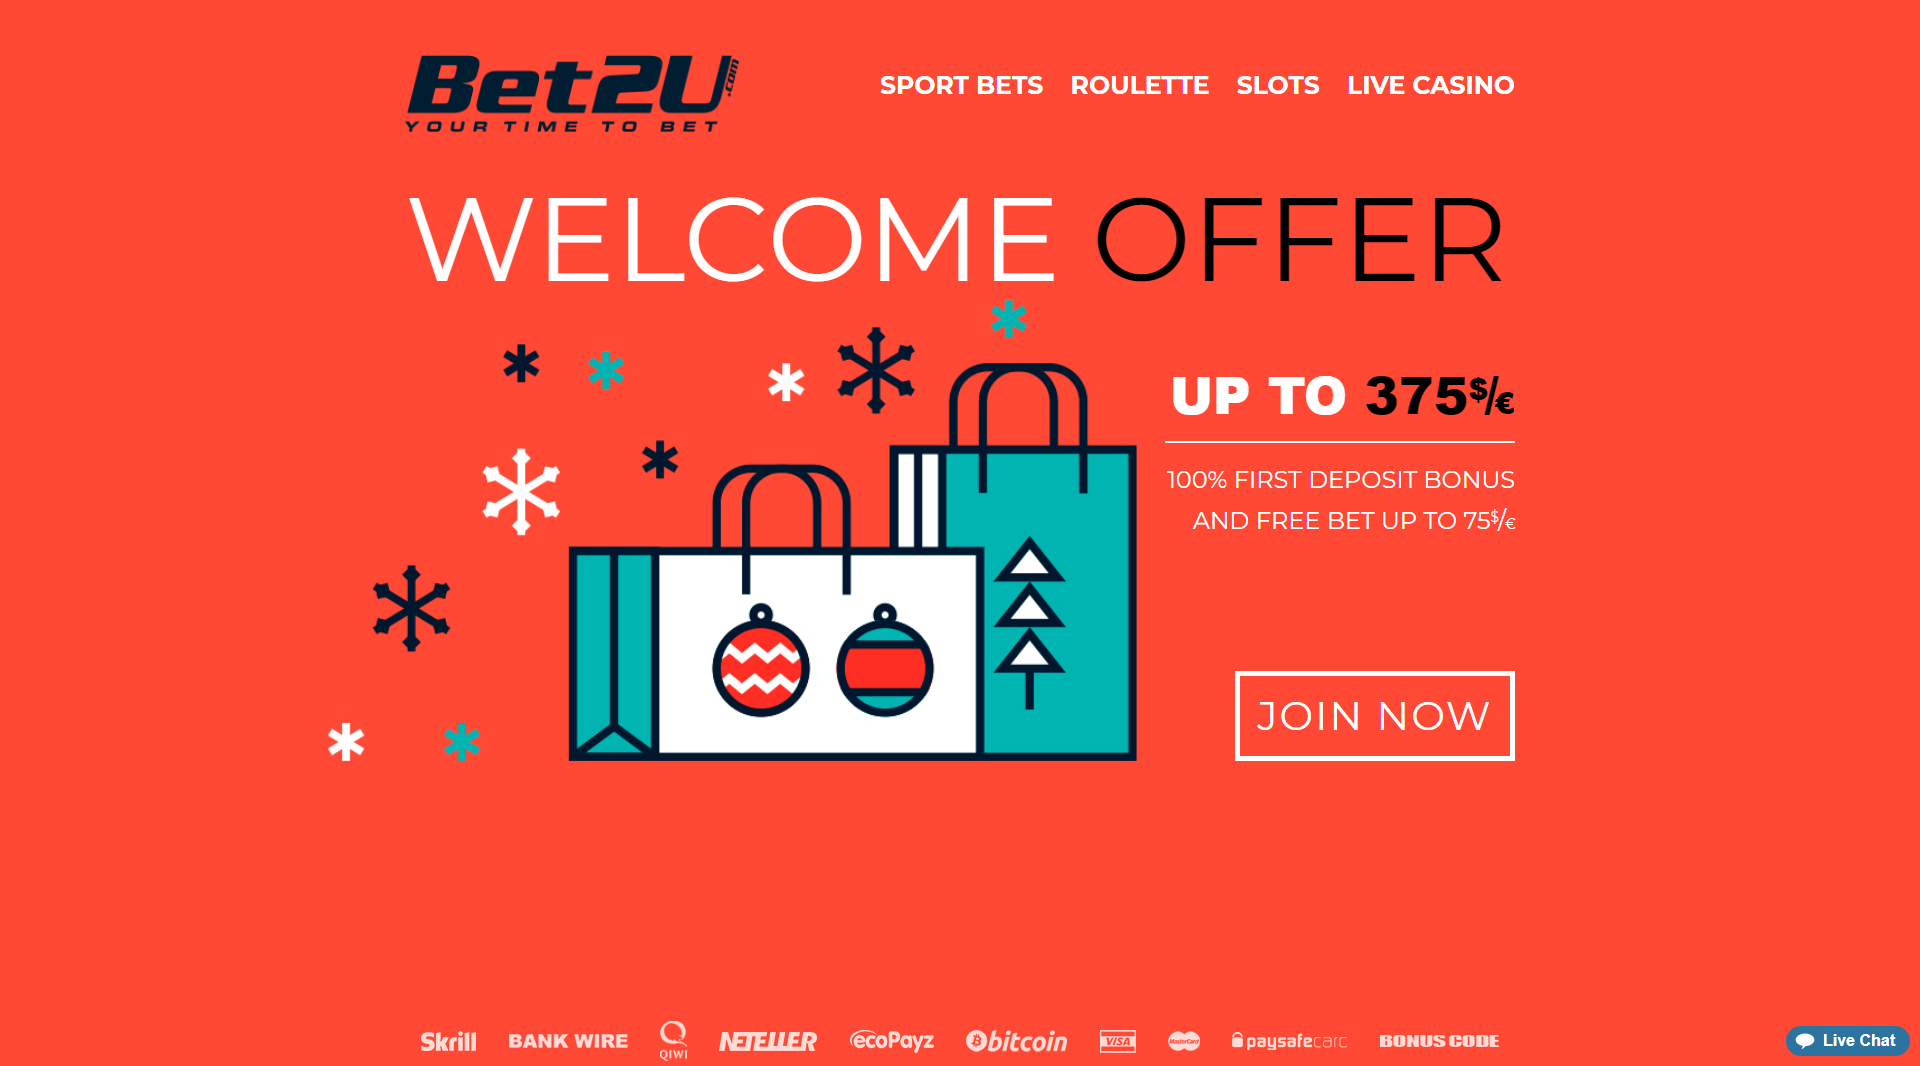 Bet2U.com
YOUR TIME TO BET
SPORT BETS ROULETTE SLOTS LIVE CASINO
WELCOME OFFER
UP TO 375$/€
100% FIRST DEPOSIT BONUS
AND FREE BET UP TO 75$/€
JOIN NOW
Skrill BANK WIRE QIWI NETELLER ecoPayz bitcoin VISA MasterCard paysafecard BONUS CODE
Live Chat